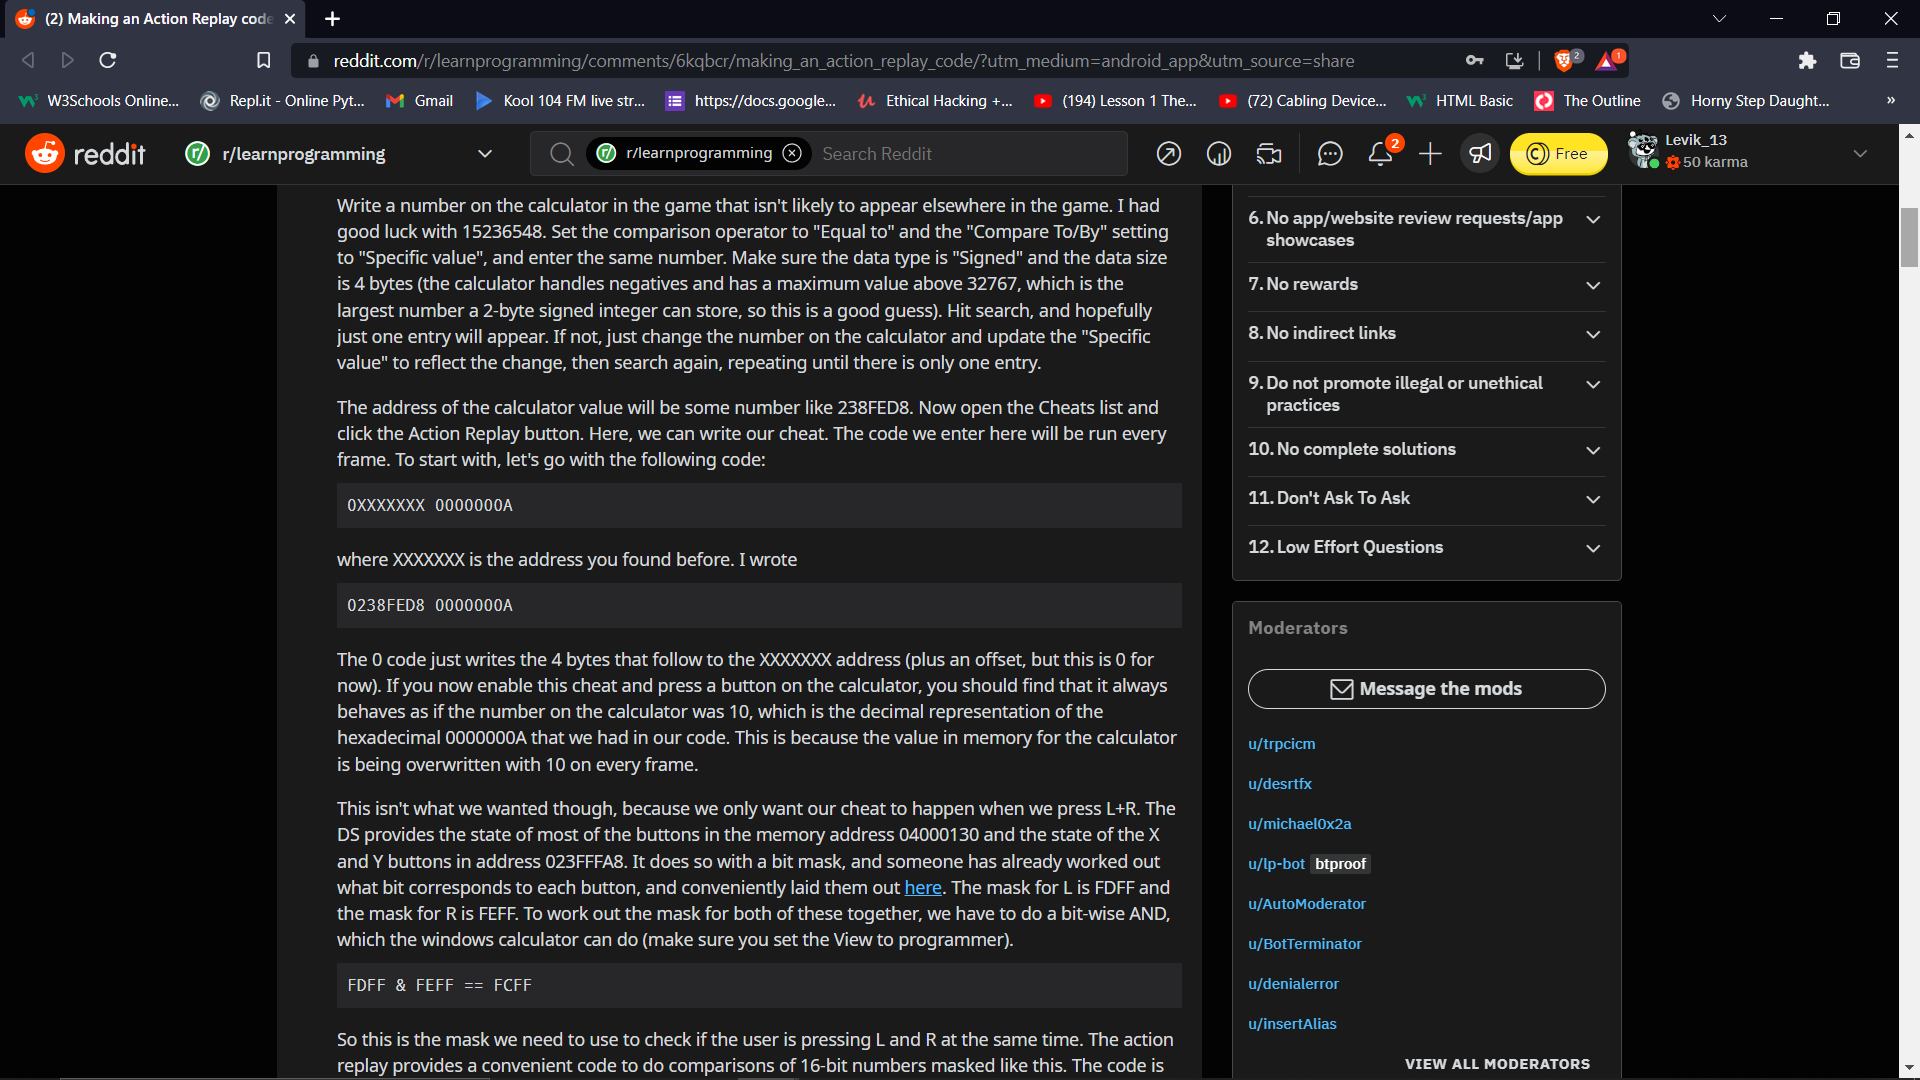 (2) Making an Action Replay code
reddit.com/r/learnprogramming/comments/6kqbcr/making_an_action_replay_code/?utm_medium=android_app&utm_source=share
2
1
W3Schools Online...
Repl.it - Online Pyt...
Gmail
Kool 104 FM live str...
https://docs.google...
Ethical Hacking +...
(194) Lesson 1 The...
(72) Cabling Device...
HTML Basic
The Outline
Horny Step Daught...
»
reddit
r/learnprogramming
r/learnprogramming
Search Reddit
2
Free
Levik_13
50 karma
Write a number on the calculator in the game that isn't likely to appear elsewhere in the game. I had
good luck with 15236548. Set the comparison operator to "Equal to" and the "Compare To/By" setting
to "Specific value", and enter the same number. Make sure the data type is "Signed" and the data size
is 4 bytes (the calculator handles negatives and has a maximum value above 32767, which is the
largest number a 2-byte signed integer can store, so this is a good guess). Hit search, and hopefully
just one entry will appear. If not, just change the number on the calculator and update the "Specific
value" to reflect the change, then search again, repeating until there is only one entry.
The address of the calculator value will be some number like 238FED8. Now open the Cheats list and
click the Action Replay button. Here, we can write our cheat. The code we enter here will be run every
frame. To start with, let's go with the following code:
0XXXXXXX 0000000A
where XXXXXXX is the address you found before. I wrote
0238FED8 0000000A
The 0 code just writes the 4 bytes that follow to the XXXXXXX address (plus an offset, but this is 0 for
now). If you now enable this cheat and press a button on the calculator, you should find that it always
behaves as if the number on the calculator was 10, which is the decimal representation of the
hexadecimal 0000000A that we had in our code. This is because the value in memory for the calculator
is being overwritten with 10 on every frame.
This isn't what we wanted though, because we only want our cheat to happen when we press L+R. The
DS provides the state of most of the buttons in the memory address 04000130 and the state of the X
and Y buttons in address 023FFFA8. It does so with a bit mask, and someone has already worked out
what bit corresponds to each button, and conveniently laid them out here. The mask for L is FDFF and
the mask for R is FEFF. To work out the mask for both of these together, we have to do a bit-wise AND,
which the windows calculator can do (make sure you set the View to programmer).
FDFF & FEFF == FCFF
So this is the mask we need to use to check if the user is pressing L and R at the same time. The action
replay provides a convenient code to do comparisons of 16-bit numbers masked like this. The code is
6. No app/website review requests/app
showcases
7. No rewards
8. No indirect links
9. Do not promote illegal or unethical
practices
10. No complete solutions
11. Don't Ask To Ask
12. Low Effort Questions
Moderators
Message the mods
u/trpcicm
u/desrtfx
u/michael0x2a
u/lp-bot btproof
u/AutoModerator
u/BotTerminator
u/denialerror
u/insertAlias
VIEW ALL MODERATORS